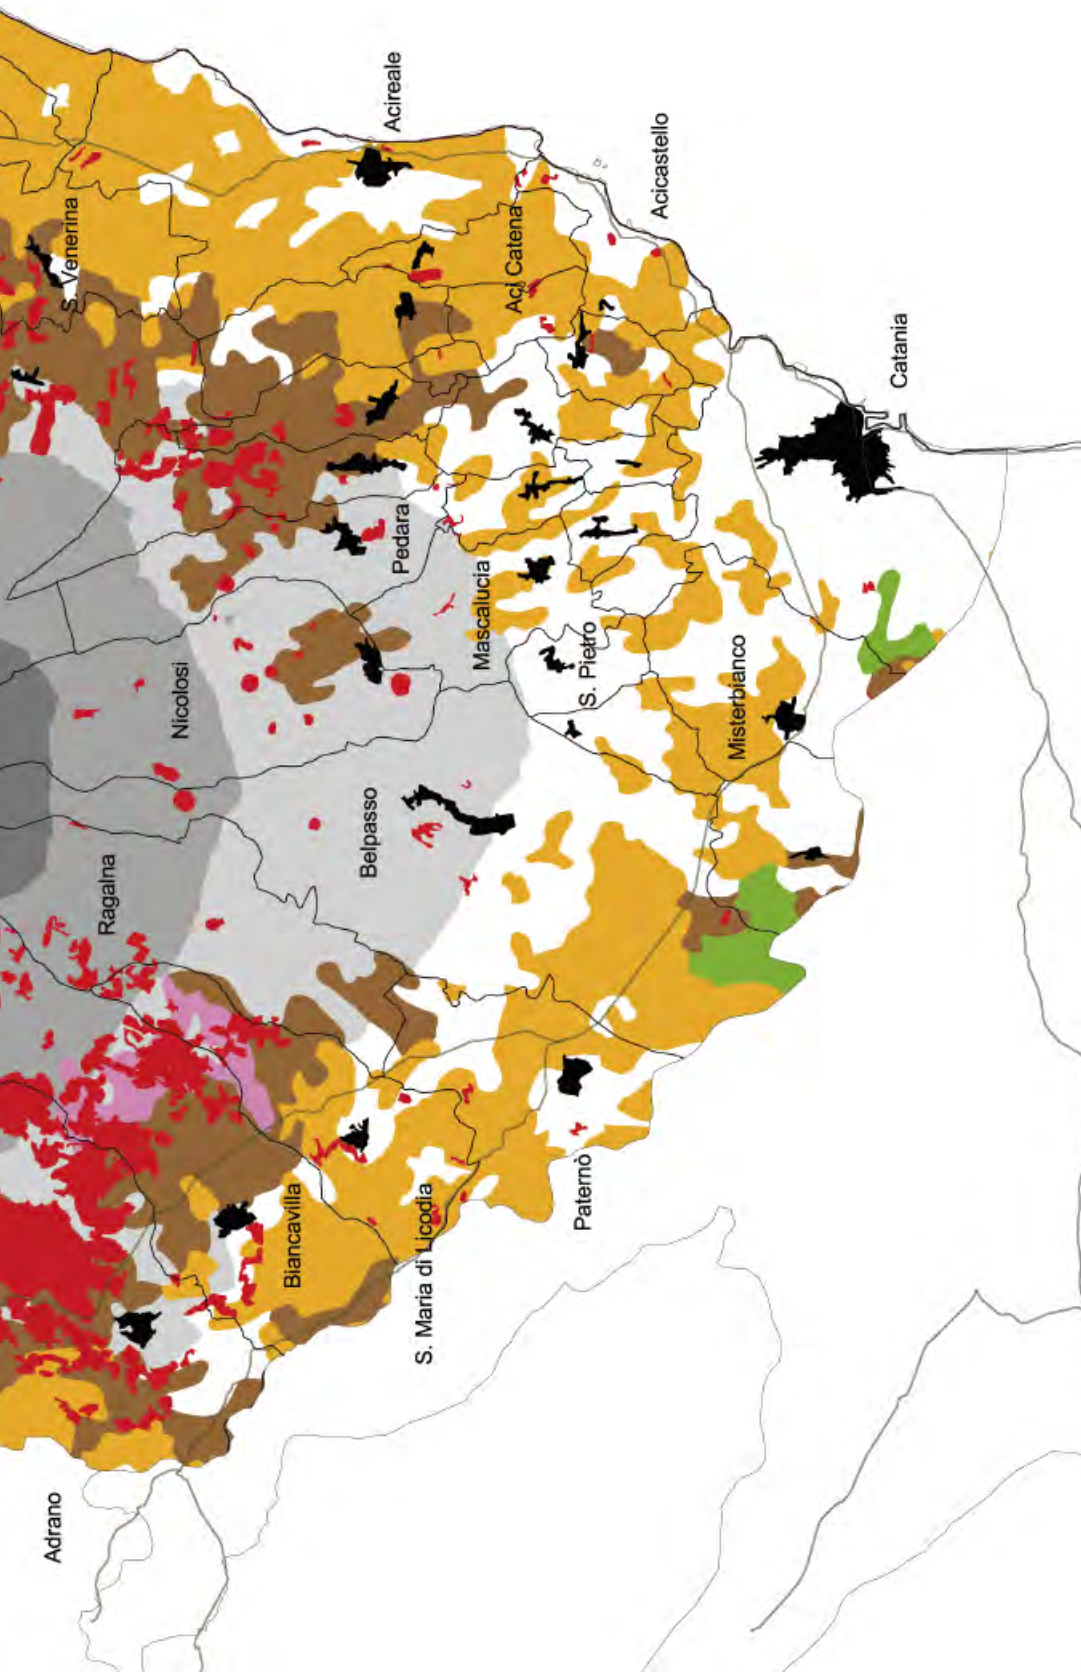 Adrano
Biancavilla
S. Maria di Licodia
Paternò
Ragalna
Belpasso
Nicolosi
Mascalucia
Pedara
S. Pietro
Misterbianco
S. Venerina
Aci Catena
Acireale
Acicastello
Catania